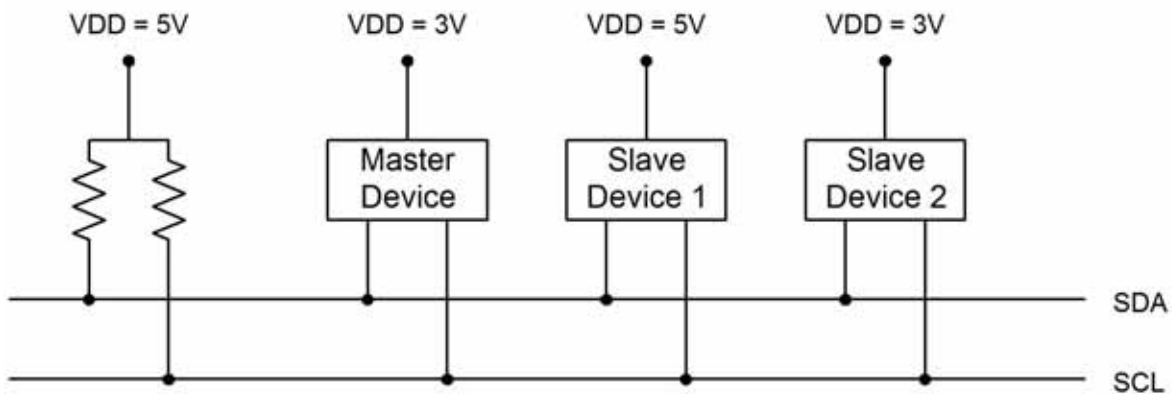 VDD = 5V
VDD = 3V
VDD = 5V
VDD = 3V
Master
Device
Slave
Device 1
Slave
Device 2
SDA
SCL